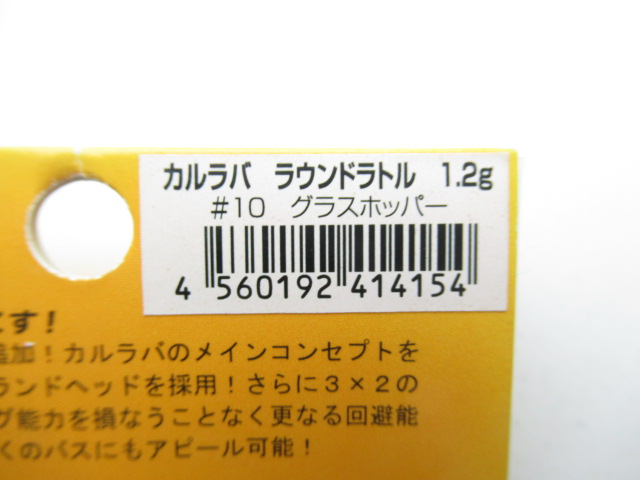 カルラバ ラウンドラトル 1.2g
#10 グラスホッパー
4 560192 414154
す!
追加!カルラバのメインコンセプトを
ランドヘッドを採用!さらに3×2の
グ能力を損なうことなく更なる回避能
くのバスにもアピール可能!